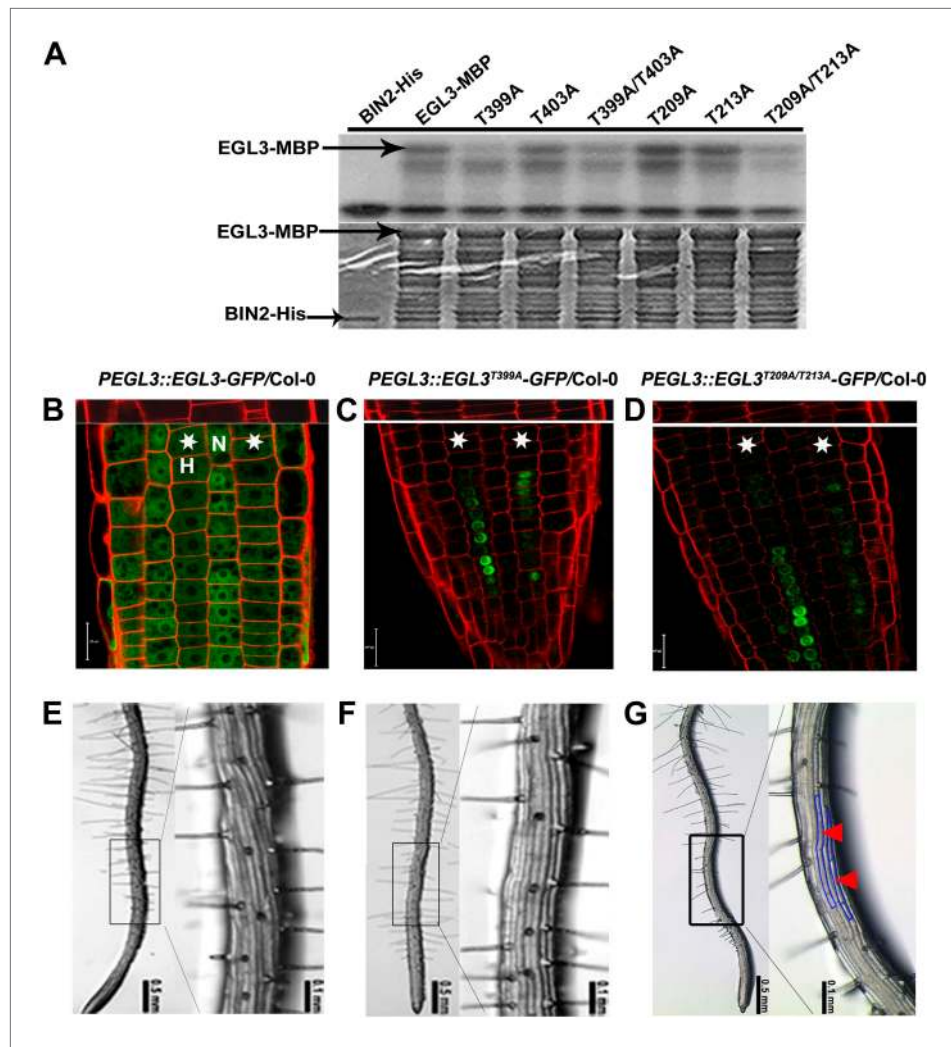 A
BIN2-His EGL3-MBP T399A T403A T399A/T403A T209A T213A T209A/T213A
EGL3-MBP
EGL3-MBP
BIN2-His
PEGL3::EGL3-GFP/Col-0 PEGL3::EGL3T399A-GFP/Col-0 PEGL3::EGL3T209A/T213A-GFP/Col-0
B C D
N
H
E F G
0.5 mm 0.1 mm 0.5 mm 0.1 mm 0.5 mm 0.1 mm